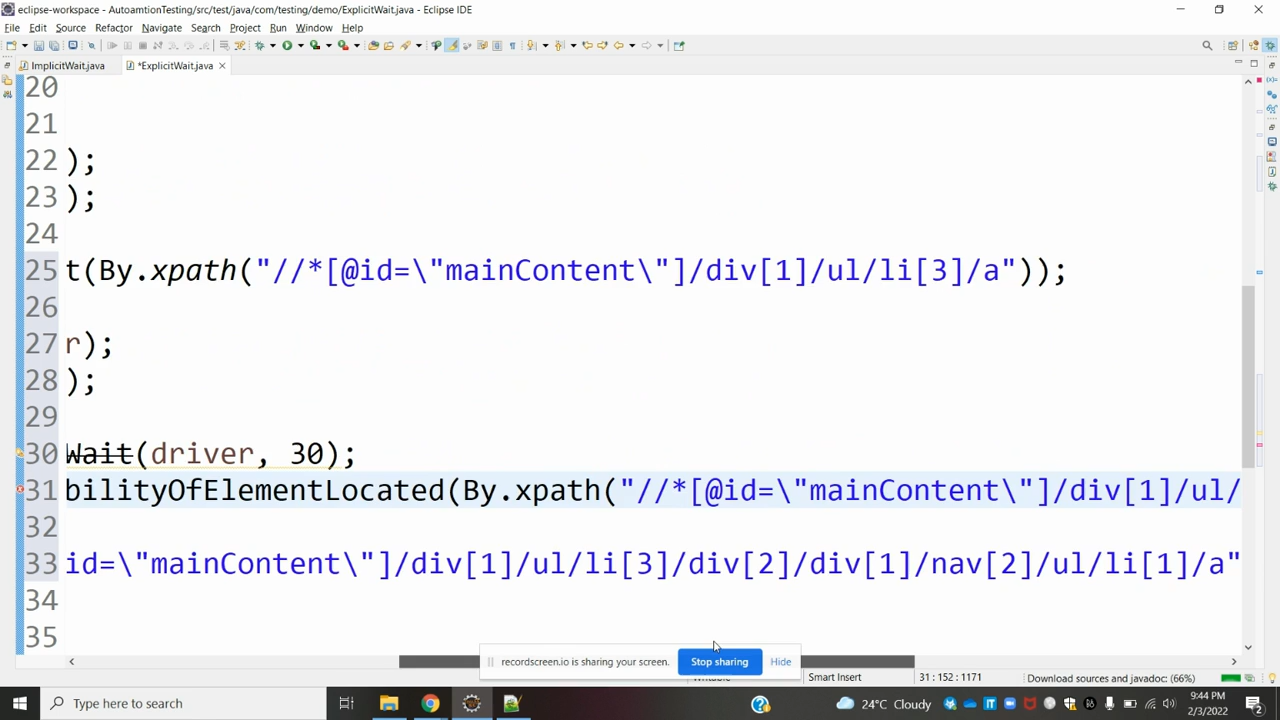 eclipse-workspace - AutoamtionTesting/src/test/java/com/testing/demo/ExplicitWait.java - Eclipse IDE
File Edit Source Refactor Navigate Search Project Run Window Help
ImplicitWait.java *ExplicitWait.java
20
21
22 );
23 );
24
25 t(By.xpath("//*[@id=\"mainContent\"]/div[1]/ul/li[3]/a"));
26
27 r);
28 );
29
30 Wait(driver, 30);
31 bilityOfElementLocated(By.xpath("//*[@id=\"mainContent\"]/div[1]/ul/
32
33 id=\"mainContent\"]/div[1]/ul/li[3]/div[2]/div[1]/nav[2]/ul/li[1]/a"
34
35
recordscreen.io is sharing your screen. Stop sharing Hide
Writable Smart Insert 31 : 152 : 1171 Download sources and javadoc: (66%)
Type here to search
24°C Cloudy
9:44 PM
2/3/2022
2